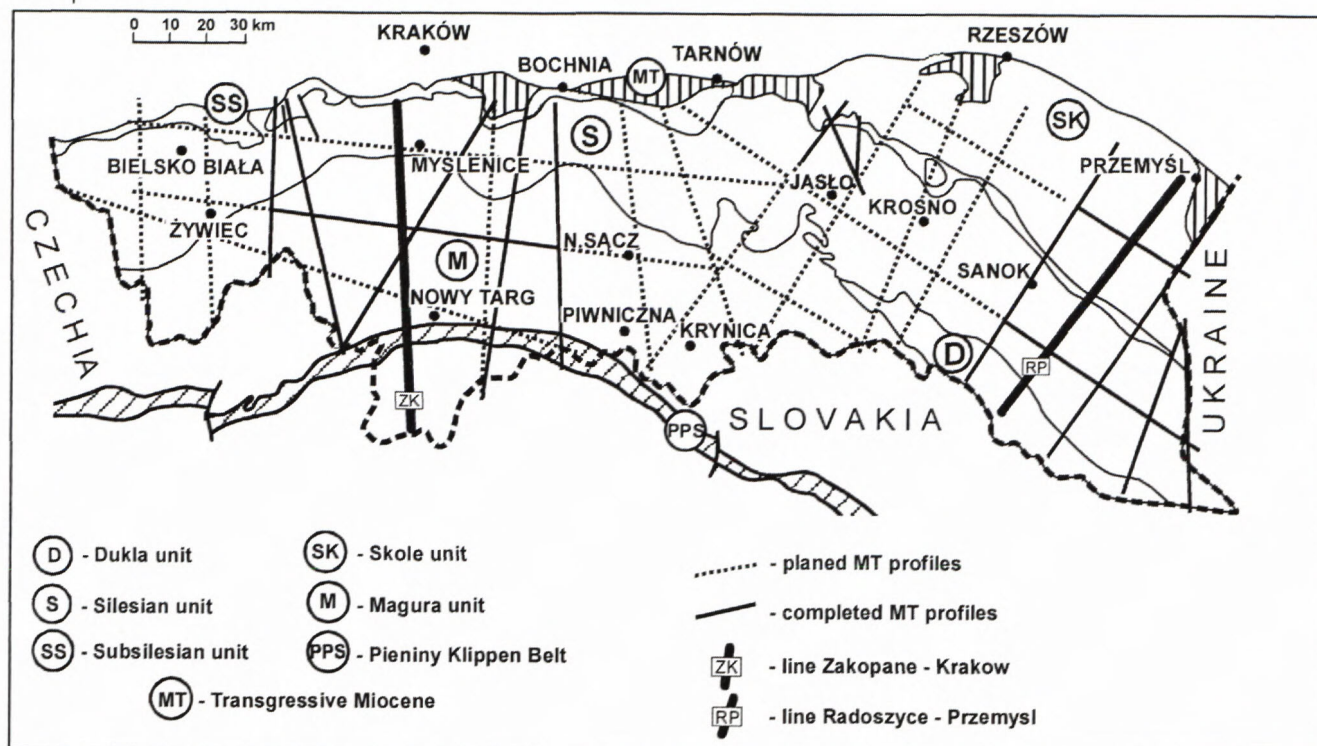 0 10 20 30 km
KRAKÓW
RZESZÓW
TARNÓW
BOCHNIA
MT
SS
S
SK
BIELSKO BIAŁA
MYŚLENICE
PRZEMYŚL
JASŁO
KROSNO
ŻYWIEC
CZECHIA
N.SĄCZ
M
SANOK
NOWY TARG
PIWNICZNA
KRYNICA
D
UKRAINE
RP
ZK
PPS
SLOVAKIA
D - Dukla unit
S - Silesian unit
SS - Subsilesian unit
SK - Skole unit
M - Magura unit
PPS - Pieniny Klippen Belt
MT - Transgressive Miocene
- planed MT profiles
- completed MT profiles
ZK - line Zakopane - Krakow
RP - line Radoszyce - Przemysl